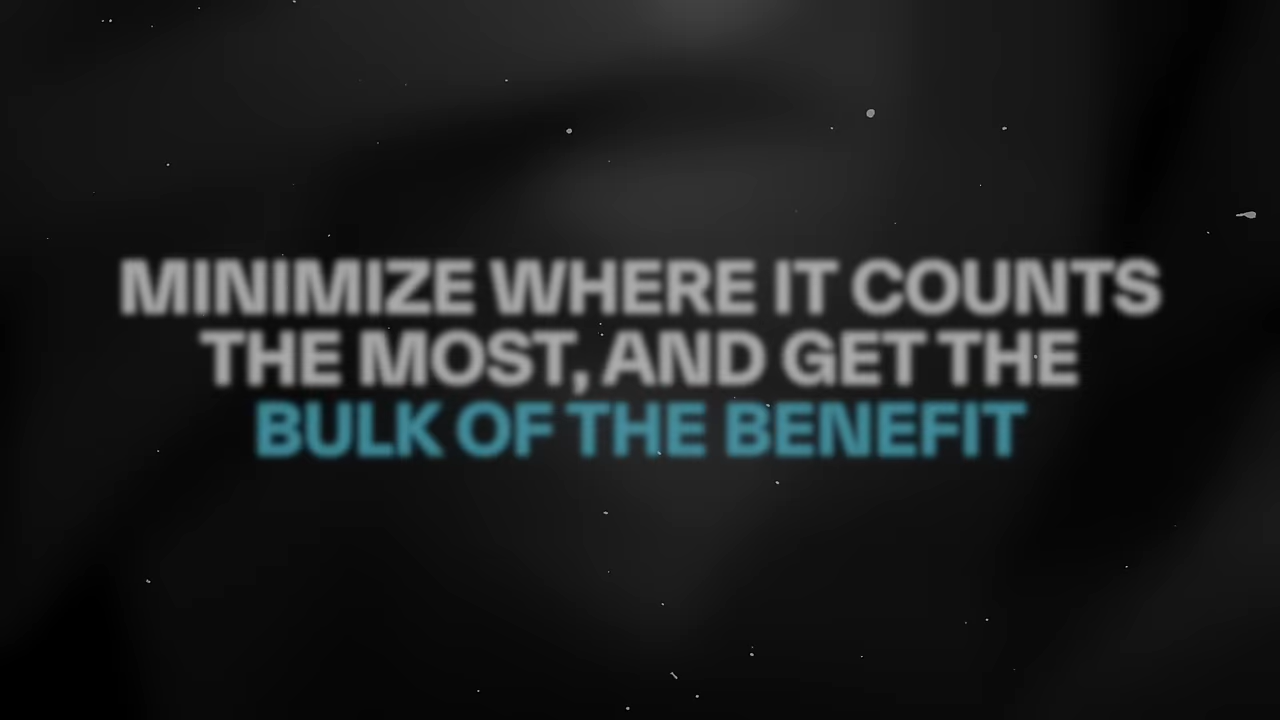 MINIMIZE WHERE IT COUNTS
THE MOST, AND GET THE
BULK OF THE BENEFIT